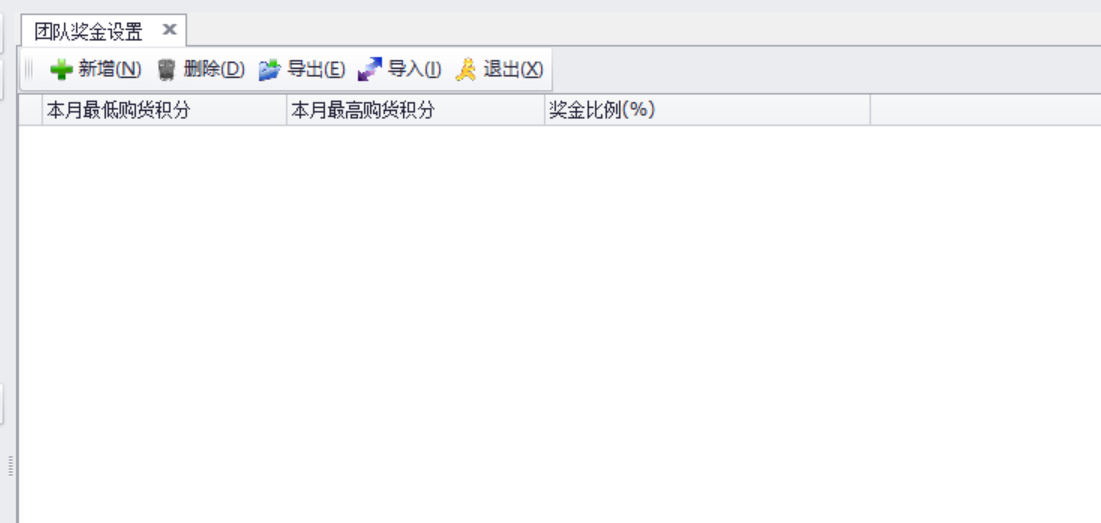 团队奖金设置
新增(N) 删除(D) 导出(E) 导入(I) 退出(X)
本月最低购货积分 本月最高购货积分 奖金比例(%)